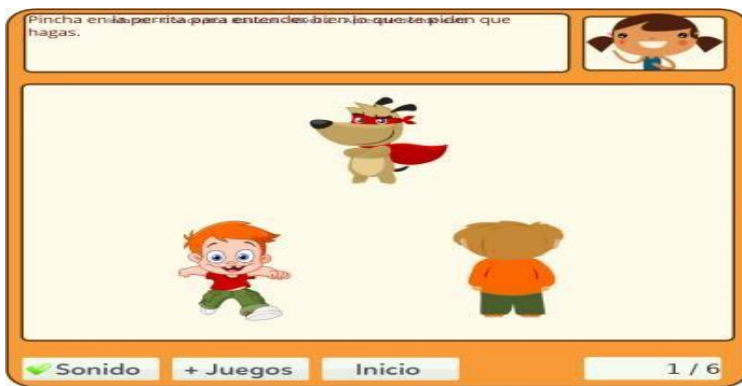 Pincha en la perrita para entender bien lo que te piden que
hagas.
Sonido
+ Juegos
Inicio
1 / 6